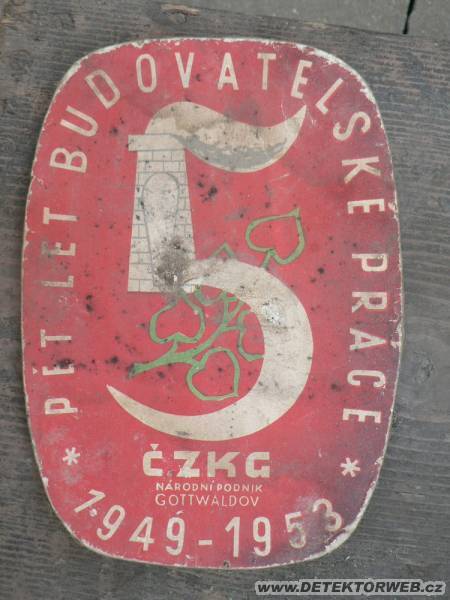 PĚT LET BUDOVATELSKÉ PRÁCE
5
ČZKG
NÁRODNÍ PODNIK
GOTTWALDOV
* 1949-1953 *
WWW.DETEKTORWEB.CZ